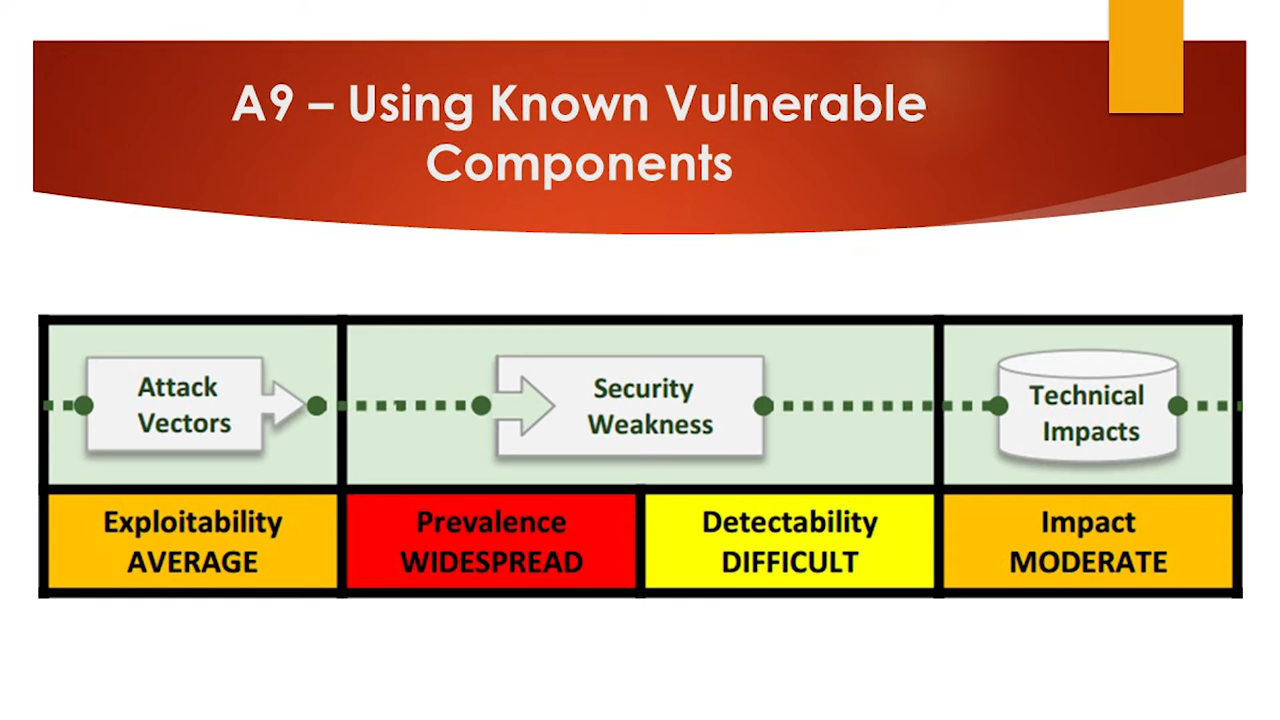 A9 – Using Known Vulnerable
Components
Attack
Vectors
Security
Weakness
Technical
Impacts
Exploitability
AVERAGE
Prevalence
WIDESPREAD
Detectability
DIFFICULT
Impact
MODERATE